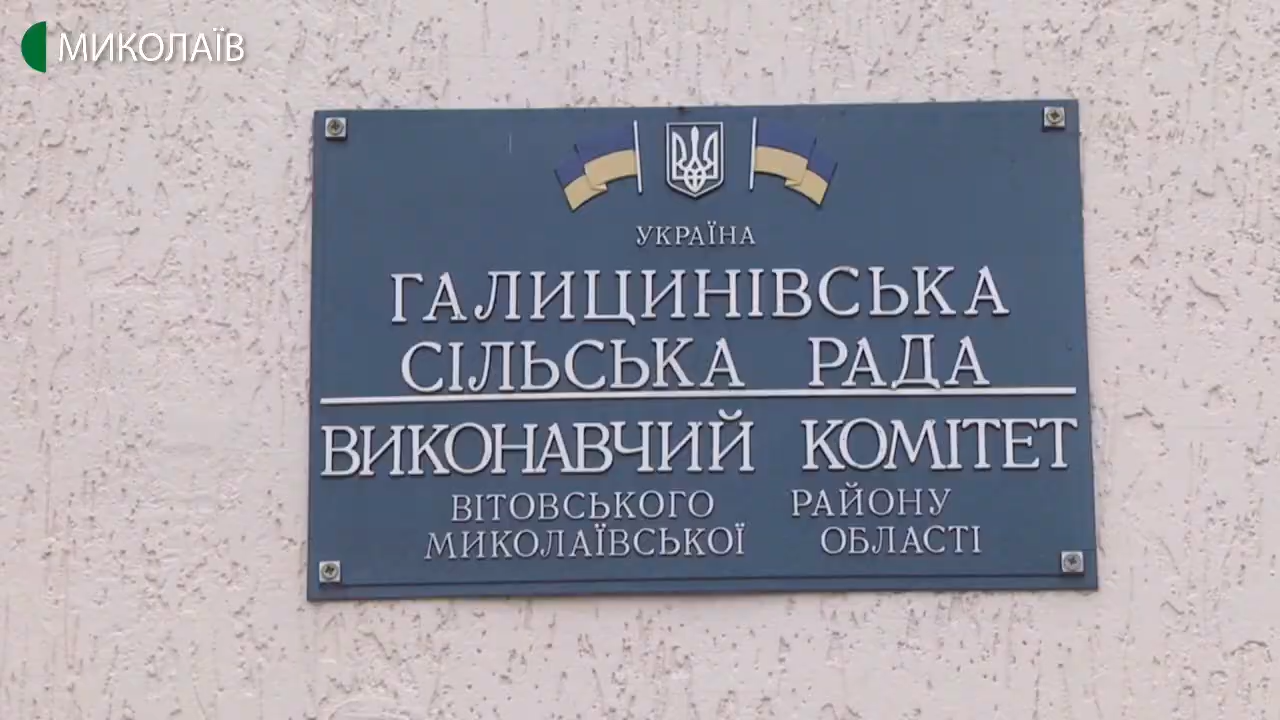 МИКОЛАЇВ
УКРАЇНА
ГАЛИЦИНІВСЬКА
СІЛЬСЬКА РАДА
ВИКОНАВЧИЙ КОМІТЕТ
ВІТОВСЬКОГО РАЙОНУ
МИКОЛАЇВСЬКОЇ ОБЛАСТІ